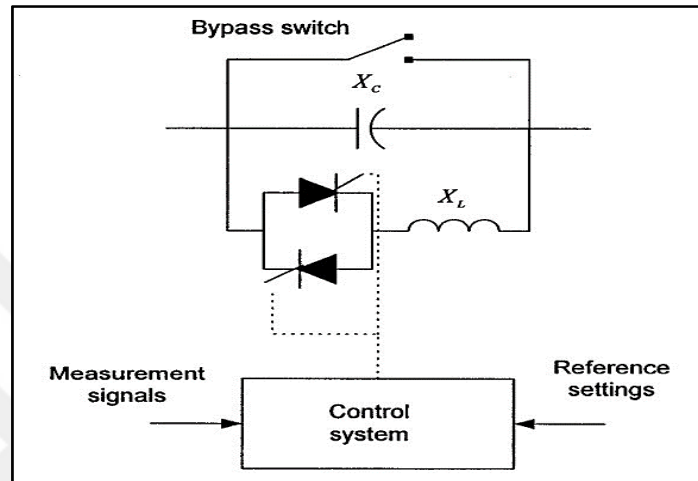 Bypass switch
X_C
X_L
Measurement
signals
Control
system
Reference
settings